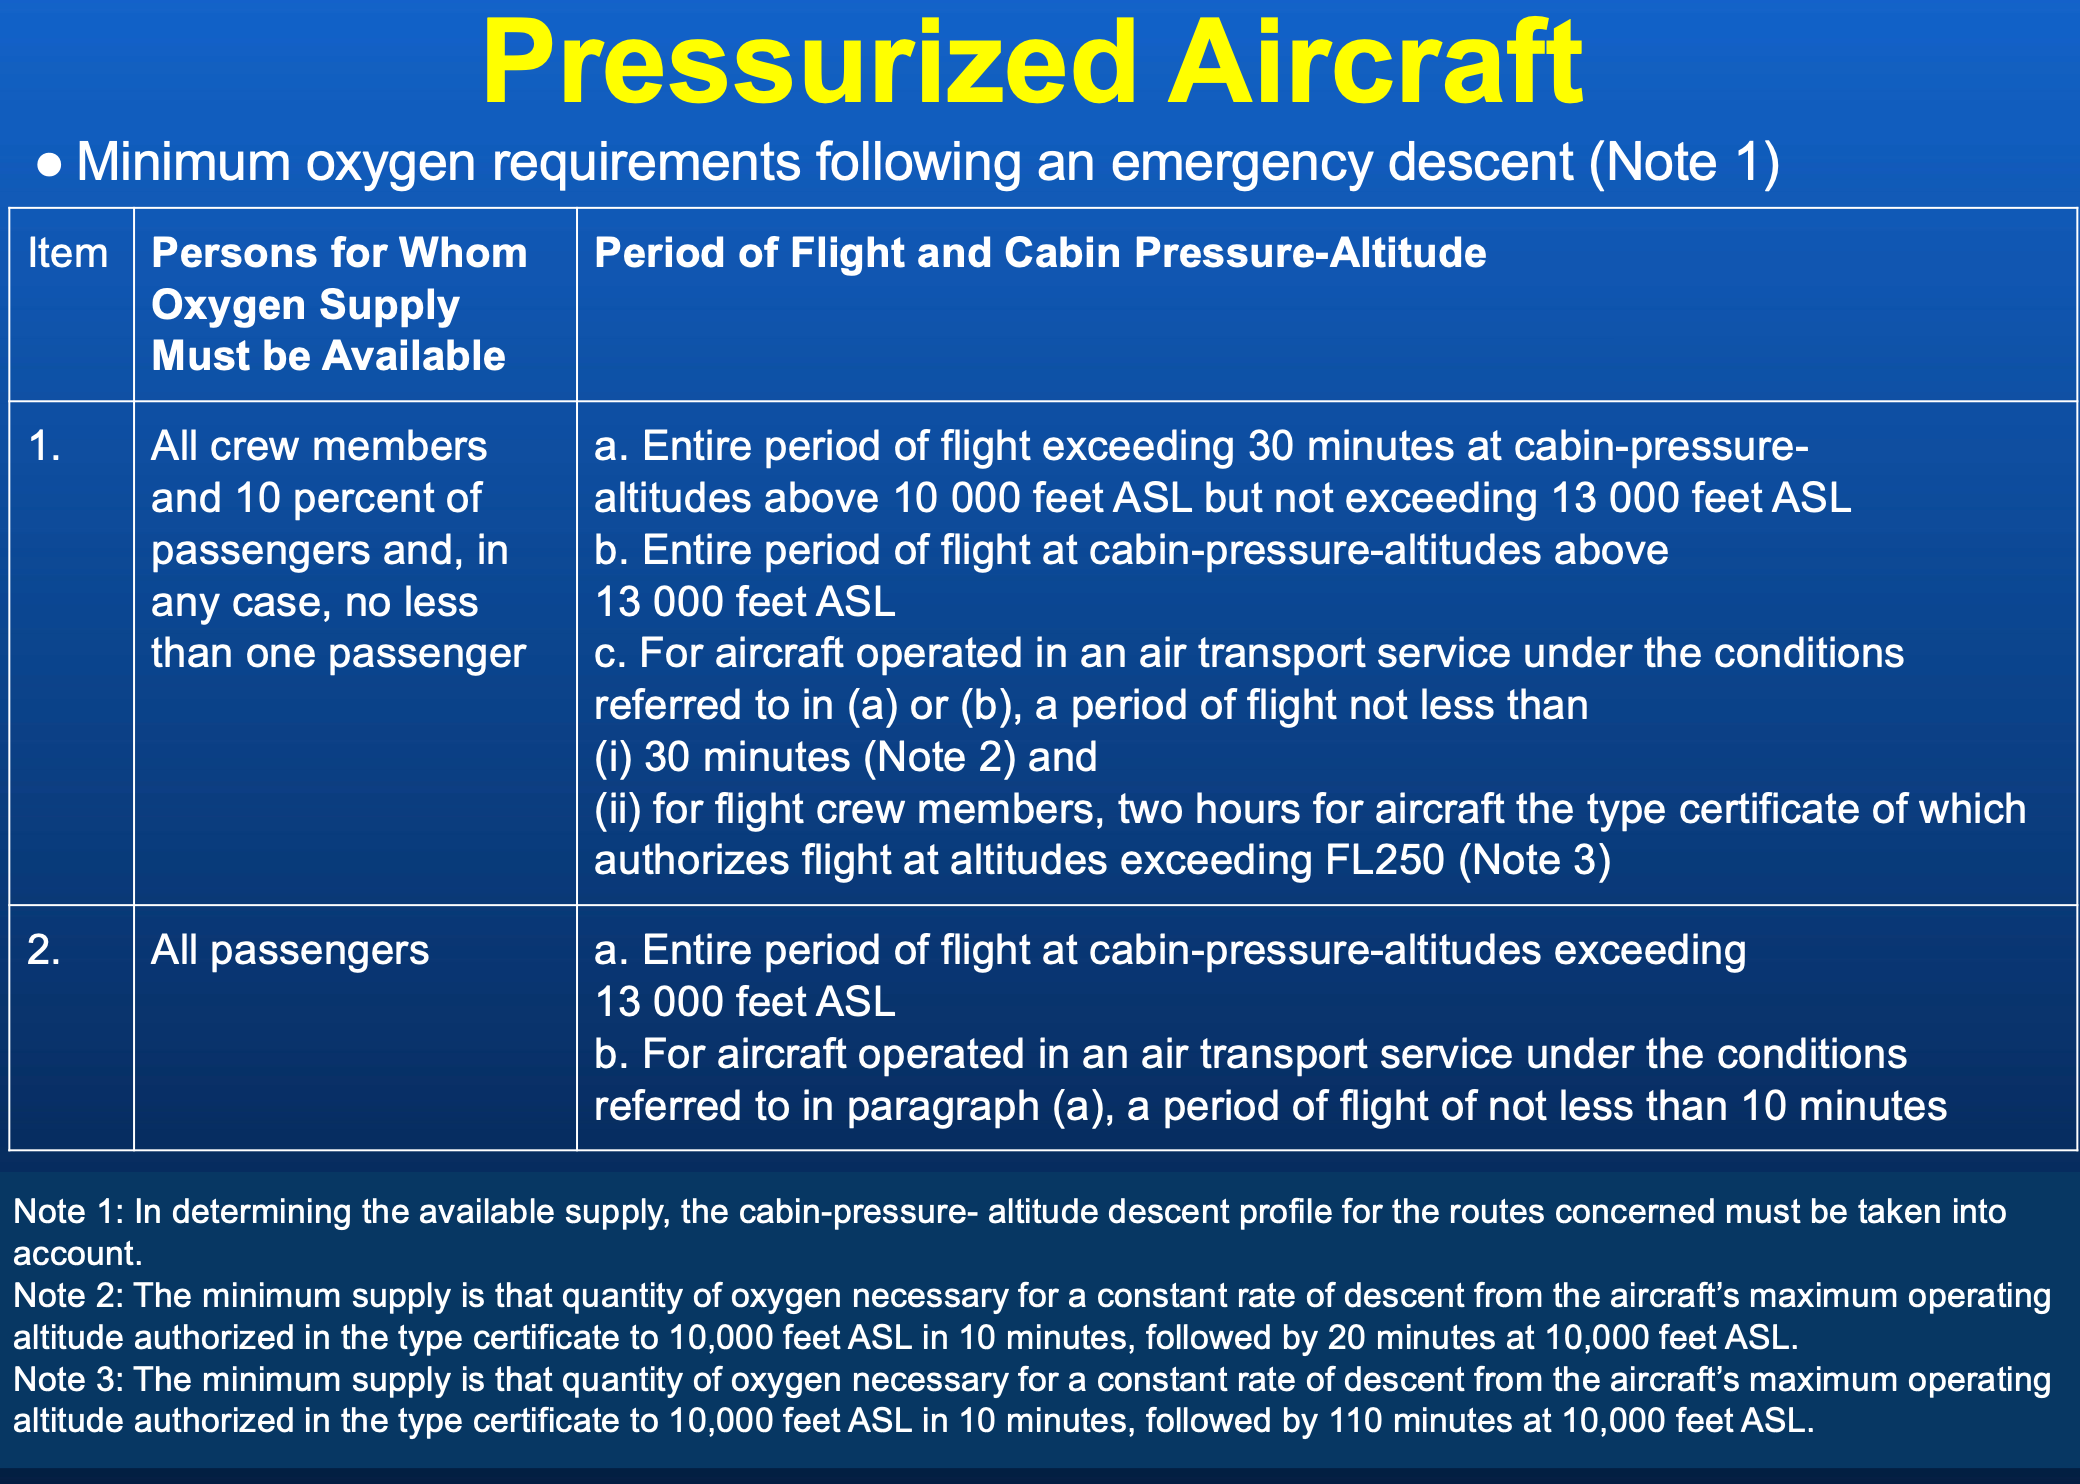 Pressurized Aircraft
● Minimum oxygen requirements following an emergency descent (Note 1)
Item
Persons for Whom
Oxygen Supply
Must be Available
Period of Flight and Cabin Pressure-Altitude
1.
All crew members
and 10 percent of
passengers and, in
any case, no less
than one passenger
a. Entire period of flight exceeding 30 minutes at cabin-pressure-
altitudes above 10 000 feet ASL but not exceeding 13 000 feet ASL
b. Entire period of flight at cabin-pressure-altitudes above
13 000 feet ASL
c. For aircraft operated in an air transport service under the conditions
referred to in (a) or (b), a period of flight not less than
(i) 30 minutes (Note 2) and
(ii) for flight crew members, two hours for aircraft the type certificate of which
authorizes flight at altitudes exceeding FL250 (Note 3)
2.
All passengers
a. Entire period of flight at cabin-pressure-altitudes exceeding
13 000 feet ASL
b. For aircraft operated in an air transport service under the conditions
referred to in paragraph (a), a period of flight of not less than 10 minutes
Note 1: In determining the available supply, the cabin-pressure- altitude descent profile for the routes concerned must be taken into
account.
Note 2: The minimum supply is that quantity of oxygen necessary for a constant rate of descent from the aircraft’s maximum operating
altitude authorized in the type certificate to 10,000 feet ASL in 10 minutes, followed by 20 minutes at 10,000 feet ASL.
Note 3: The minimum supply is that quantity of oxygen necessary for a constant rate of descent from the aircraft’s maximum operating
altitude authorized in the type certificate to 10,000 feet ASL in 10 minutes, followed by 110 minutes at 10,000 feet ASL.